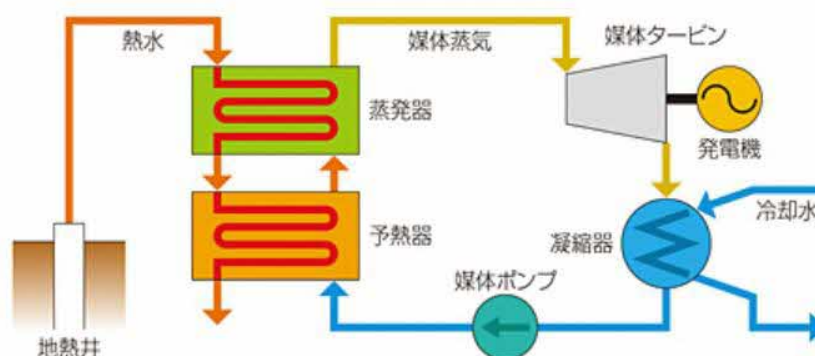 熱水
媒体蒸気
媒体タービン
蒸発器
発電機
予熱器
凝縮器
冷却水
媒体ポンプ
地熱井